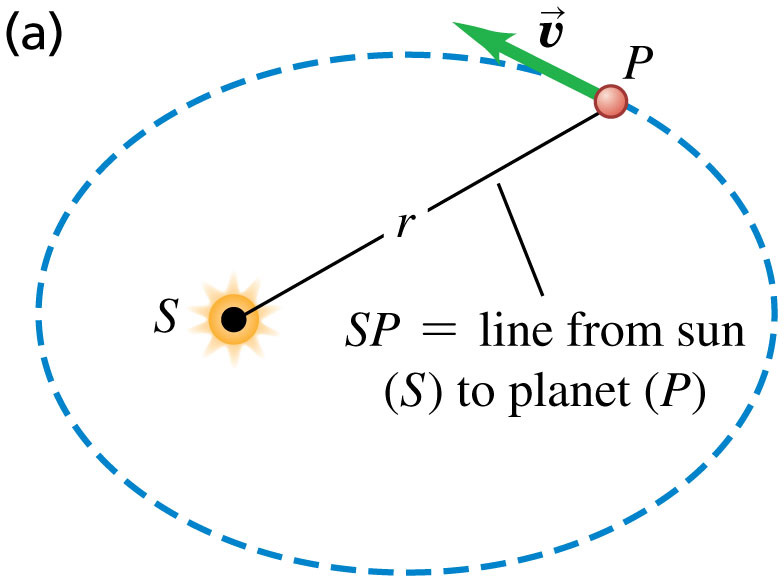 (a)
v⃗
P
r
S
SP = line from sun
(S) to planet (P)